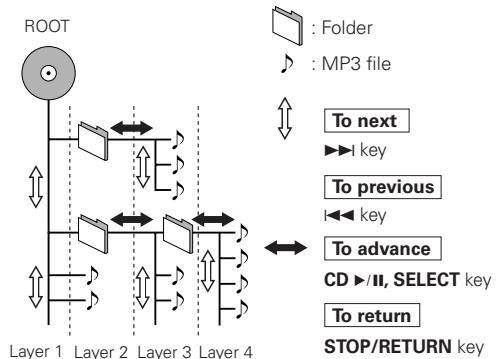 ROOT
: Folder
: MP3 file
To next
▶▶I key
To previous
I◀◀ key
To advance
CD ▶/II, SELECT key
To return
STOP/RETURN key
Layer 1 Layer 2 Layer 3 Layer 4